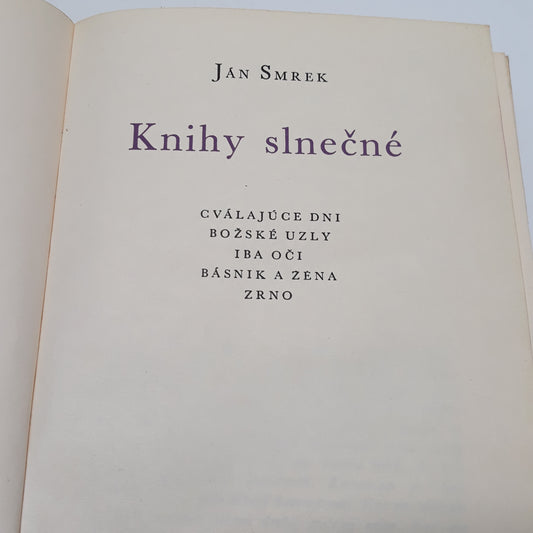 Ján Smrek
Knihy slnečné
CVÁLAJÚCE DNI
BOŽSKÉ UZLY
IBA OČI
BÁSNIK A ŽENA
ZRNO